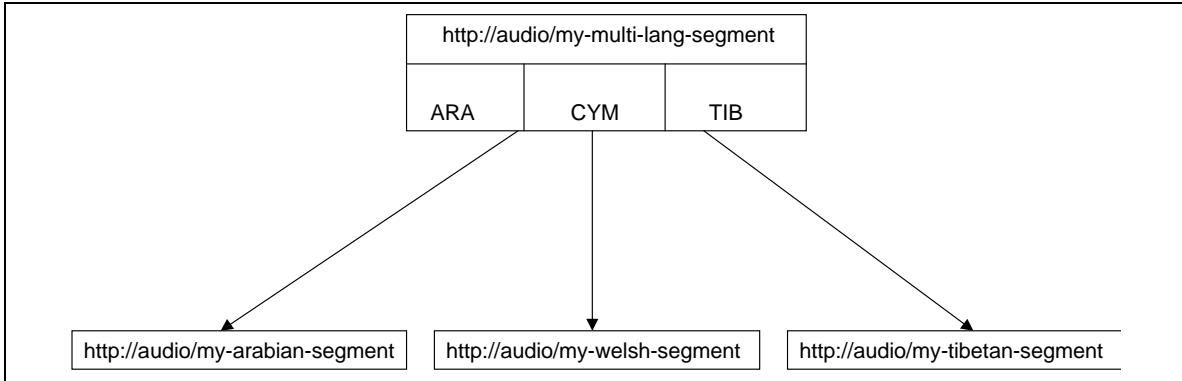 http://audio/my-multi-lang-segment
ARA CYM TIB
http://audio/my-arabian-segment http://audio/my-welsh-segment http://audio/my-tibetan-segment